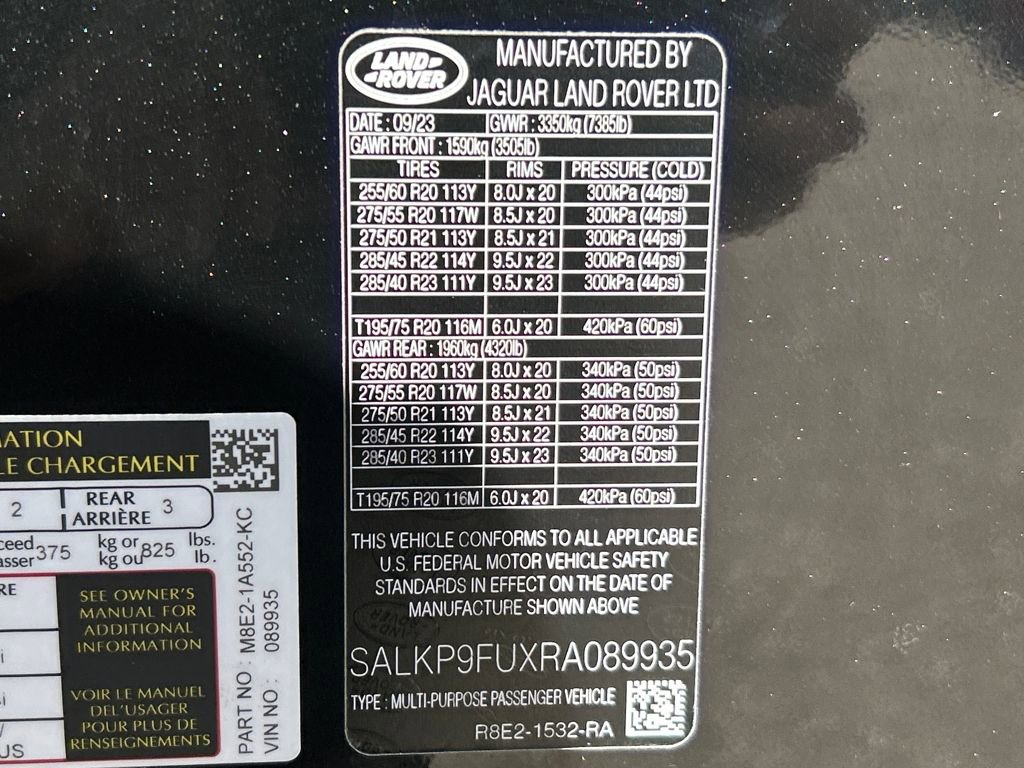 LAND ROVER
MANUFACTURED BY
JAGUAR LAND ROVER LTD
DATE : 09/23 GVWR : 3350kg (7385lb)
GAWR FRONT : 1590kg (3505lb)
TIRES RIMS PRESSURE (COLD)
255/60 R20 113Y 8.0J x 20 300kPa (44psi)
275/55 R20 117W 8.5J x 20 300kPa (44psi)
275/50 R21 113Y 8.5J x 21 300kPa (44psi)
285/45 R22 114Y 9.5J x 22 300kPa (44psi)
285/40 R23 111Y 9.5J x 23 300kPa (44psi)
T195/75 R20 116M 6.0J x 20 420kPa (60psi)
GAWR REAR : 1960kg (4320lb)
255/60 R20 113Y 8.0J x 20 340kPa (50psi)
275/55 R20 117W 8.5J x 20 340kPa (50psi)
275/50 R21 113Y 8.5J x 21 340kPa (50psi)
285/45 R22 114Y 9.5J x 22 340kPa (50psi)
285/40 R23 111Y 9.5J x 23 340kPa (50psi)
T195/75 R20 116M 6.0J x 20 420kPa (60psi)
THIS VEHICLE CONFORMS TO ALL APPLICABLE
U.S. FEDERAL MOTOR VEHICLE SAFETY
STANDARDS IN EFFECT ON THE DATE OF
MANUFACTURE SHOWN ABOVE
SALKP9FUXRA089935
TYPE : MULTI-PURPOSE PASSENGER VEHICLE
R8E2-1532-RA
MATION
LE CHARGEMENT
2 REAR 3
ARRIÈRE
375 kg or 825 lbs.
kg ou lb.
SEE OWNER'S
MANUAL FOR
ADDITIONAL
INFORMATION
VOIR LE MANUEL
DEL'USAGER
POUR PLUS DE
RENSEIGNEMENTS
PART NO : M8E2-1A552-KC
VIN NO : 089935